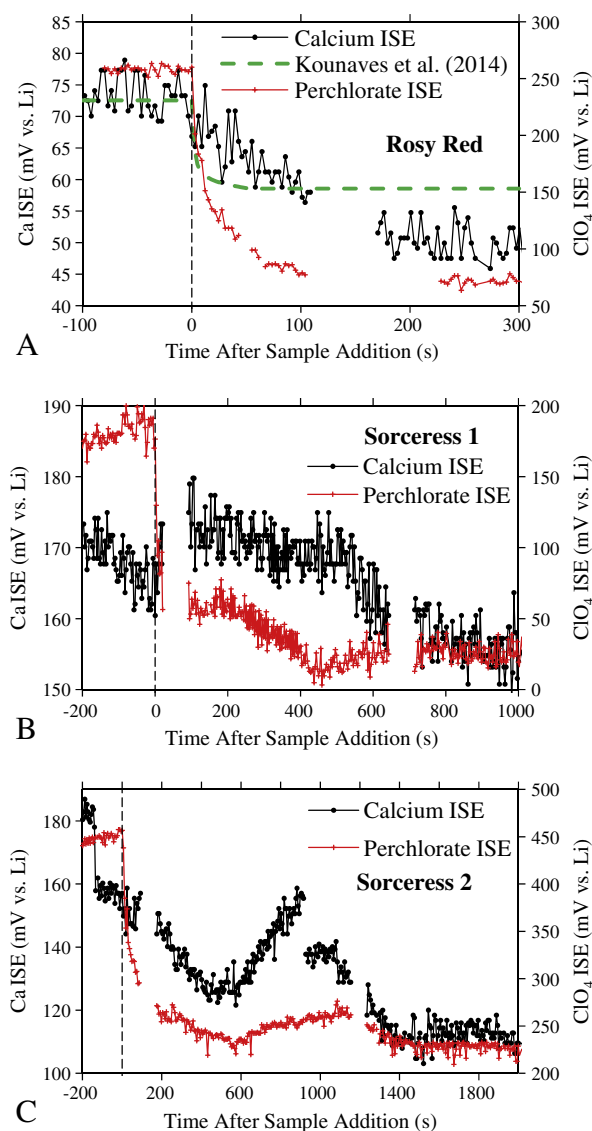 85
80
75
70
65
60
55
50
45
40
Ca ISE (mV vs. Li)
300
250
200
150
100
50
ClO4 ISE (mV vs. Li)
Calcium ISE
Kounaves et al. (2014)
Perchlorate ISE
Rosy Red
-100 0 100 200 300
Time After Sample Addition (s)
A
190
180
170
160
150
Ca ISE (mV vs. Li)
200
150
100
50
0
ClO4 ISE (mV vs. Li)
Sorceress 1
Calcium ISE
Perchlorate ISE
-200 0 200 400 600 800 1000
Time After Sample Addition (s)
B
180
160
140
120
100
Ca ISE (mV vs. Li)
500
450
400
350
300
250
200
ClO4 ISE (mV vs. Li)
Calcium ISE
Perchlorate ISE
Sorceress 2
-200 200 600 1000 1400 1800
Time After Sample Addition (s)
C